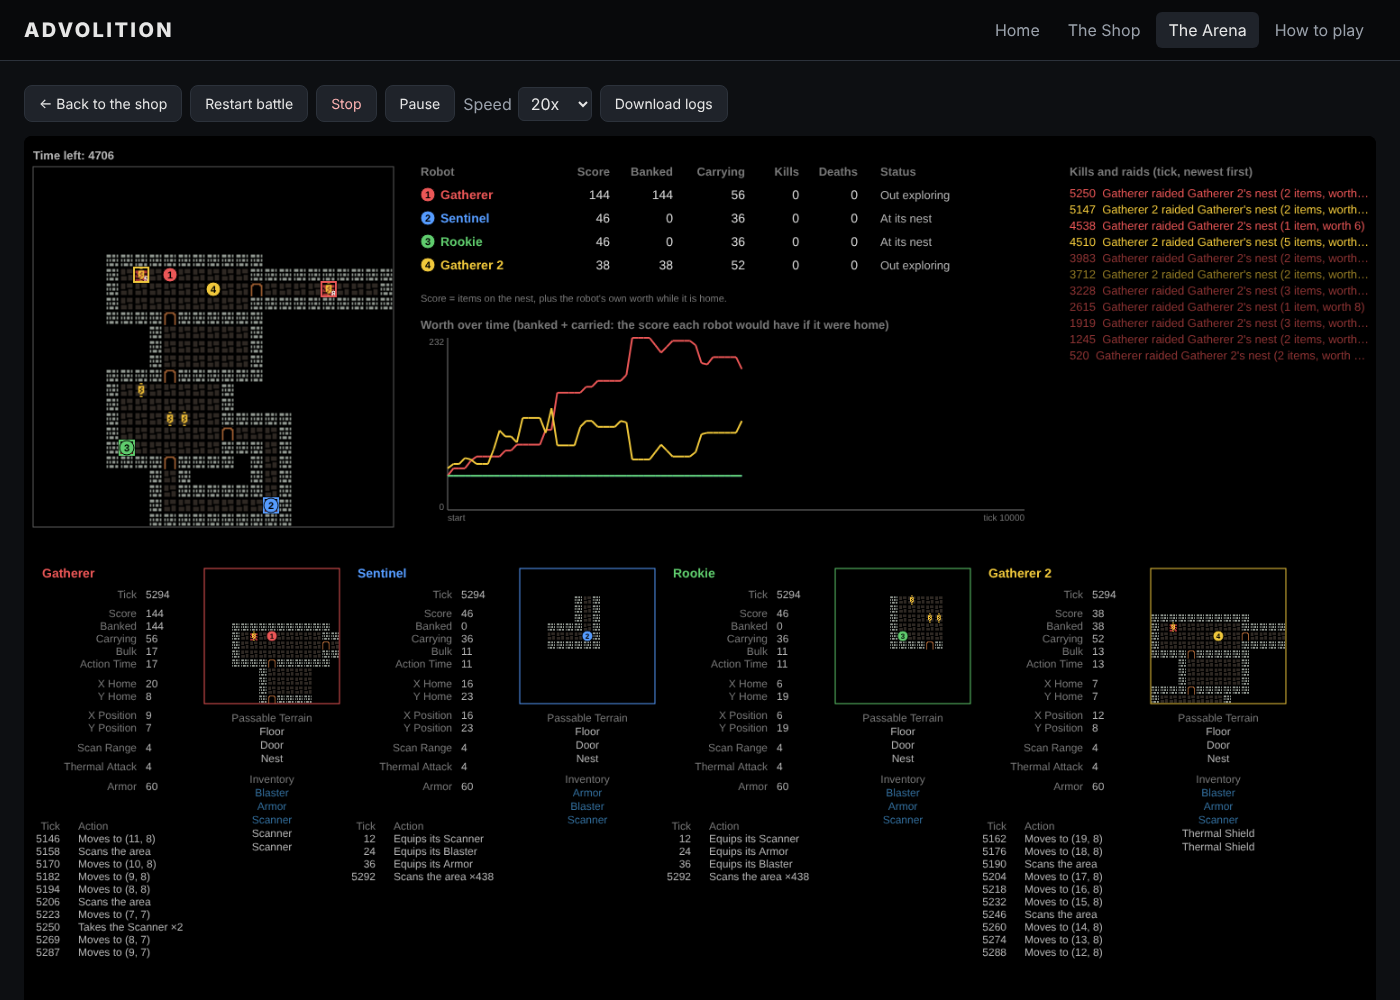 ADVOLITION
Home The Shop The Arena How to play
← Back to the shop Restart battle Stop Pause Speed 20x Download logs
Time left: 4706
Robot Score Banked Carrying Kills Deaths Status
1 Gatherer 144 144 56 0 0 Out exploring
2 Sentinel 46 0 36 0 0 At its nest
3 Rookie 46 0 36 0 0 At its nest
4 Gatherer 2 38 38 52 0 0 Out exploring
Score = items on the nest, plus the robot's own worth while it is home.
Worth over time (banked + carried: the score each robot would have if it were home)
232
0
start tick 10000
Kills and raids (tick, newest first)
5250 Gatherer raided Gatherer 2's nest (2 items, worth...
5147 Gatherer 2 raided Gatherer's nest (2 items, worth...
4538 Gatherer raided Gatherer 2's nest (1 item, worth 6)
4510 Gatherer 2 raided Gatherer's nest (5 items, worth...
3983 Gatherer raided Gatherer 2's nest (2 items, worth...
3712 Gatherer 2 raided Gatherer's nest (2 items, worth...
3228 Gatherer raided Gatherer 2's nest (3 items, worth...
2615 Gatherer raided Gatherer 2's nest (1 item, worth 8)
1919 Gatherer raided Gatherer 2's nest (3 items, worth...
1245 Gatherer raided Gatherer 2's nest (2 items, worth...
520 Gatherer raided Gatherer 2's nest (2 items, worth ...
Gatherer
Tick 5294
Score 144
Banked 144
Carrying 56
Bulk 17
Action Time 17
X Home 20
Y Home 8
X Position 9
Y Position 7
Scan Range 4
Thermal Attack 4
Armor 60
Passable Terrain
Floor
Door
Nest
Inventory
Blaster
Armor
Scanner
Scanner
Scanner
Tick Action
5146 Moves to (11, 8)
5158 Scans the area
5170 Moves to (10, 8)
5182 Moves to (9, 8)
5194 Moves to (8, 8)
5206 Scans the area
5223 Moves to (7, 7)
5250 Takes the Scanner ×2
5269 Moves to (8, 7)
5287 Moves to (9, 7)
Sentinel
Tick 5294
Score 46
Banked 0
Carrying 36
Bulk 11
Action Time 11
X Home 16
Y Home 23
X Position 16
Y Position 23
Scan Range 4
Thermal Attack 4
Armor 60
Passable Terrain
Floor
Door
Nest
Inventory
Armor
Blaster
Scanner
Tick Action
12 Equips its Scanner
24 Equips its Blaster
36 Equips its Armor
5292 Scans the area ×438
Rookie
Tick 5294
Score 46
Banked 0
Carrying 36
Bulk 11
Action Time 11
X Home 6
Y Home 19
X Position 6
Y Position 19
Scan Range 4
Thermal Attack 4
Armor 60
Passable Terrain
Floor
Door
Nest
Inventory
Blaster
Armor
Scanner
Tick Action
12 Equips its Scanner
24 Equips its Armor
36 Equips its Blaster
5292 Scans the area ×438
Gatherer 2
Tick 5294
Score 38
Banked 38
Carrying 52
Bulk 13
Action Time 13
X Home 7
Y Home 7
X Position 12
Y Position 8
Scan Range 4
Thermal Attack 4
Armor 60
Passable Terrain
Floor
Door
Nest
Inventory
Blaster
Armor
Scanner
Thermal Shield
Thermal Shield
Tick Action
5162 Moves to (19, 8)
5176 Moves to (18, 8)
5190 Scans the area
5204 Moves to (17, 8)
5218 Moves to (16, 8)
5232 Moves to (15, 8)
5246 Scans the area
5260 Moves to (14, 8)
5274 Moves to (13, 8)
5288 Moves to (12, 8)